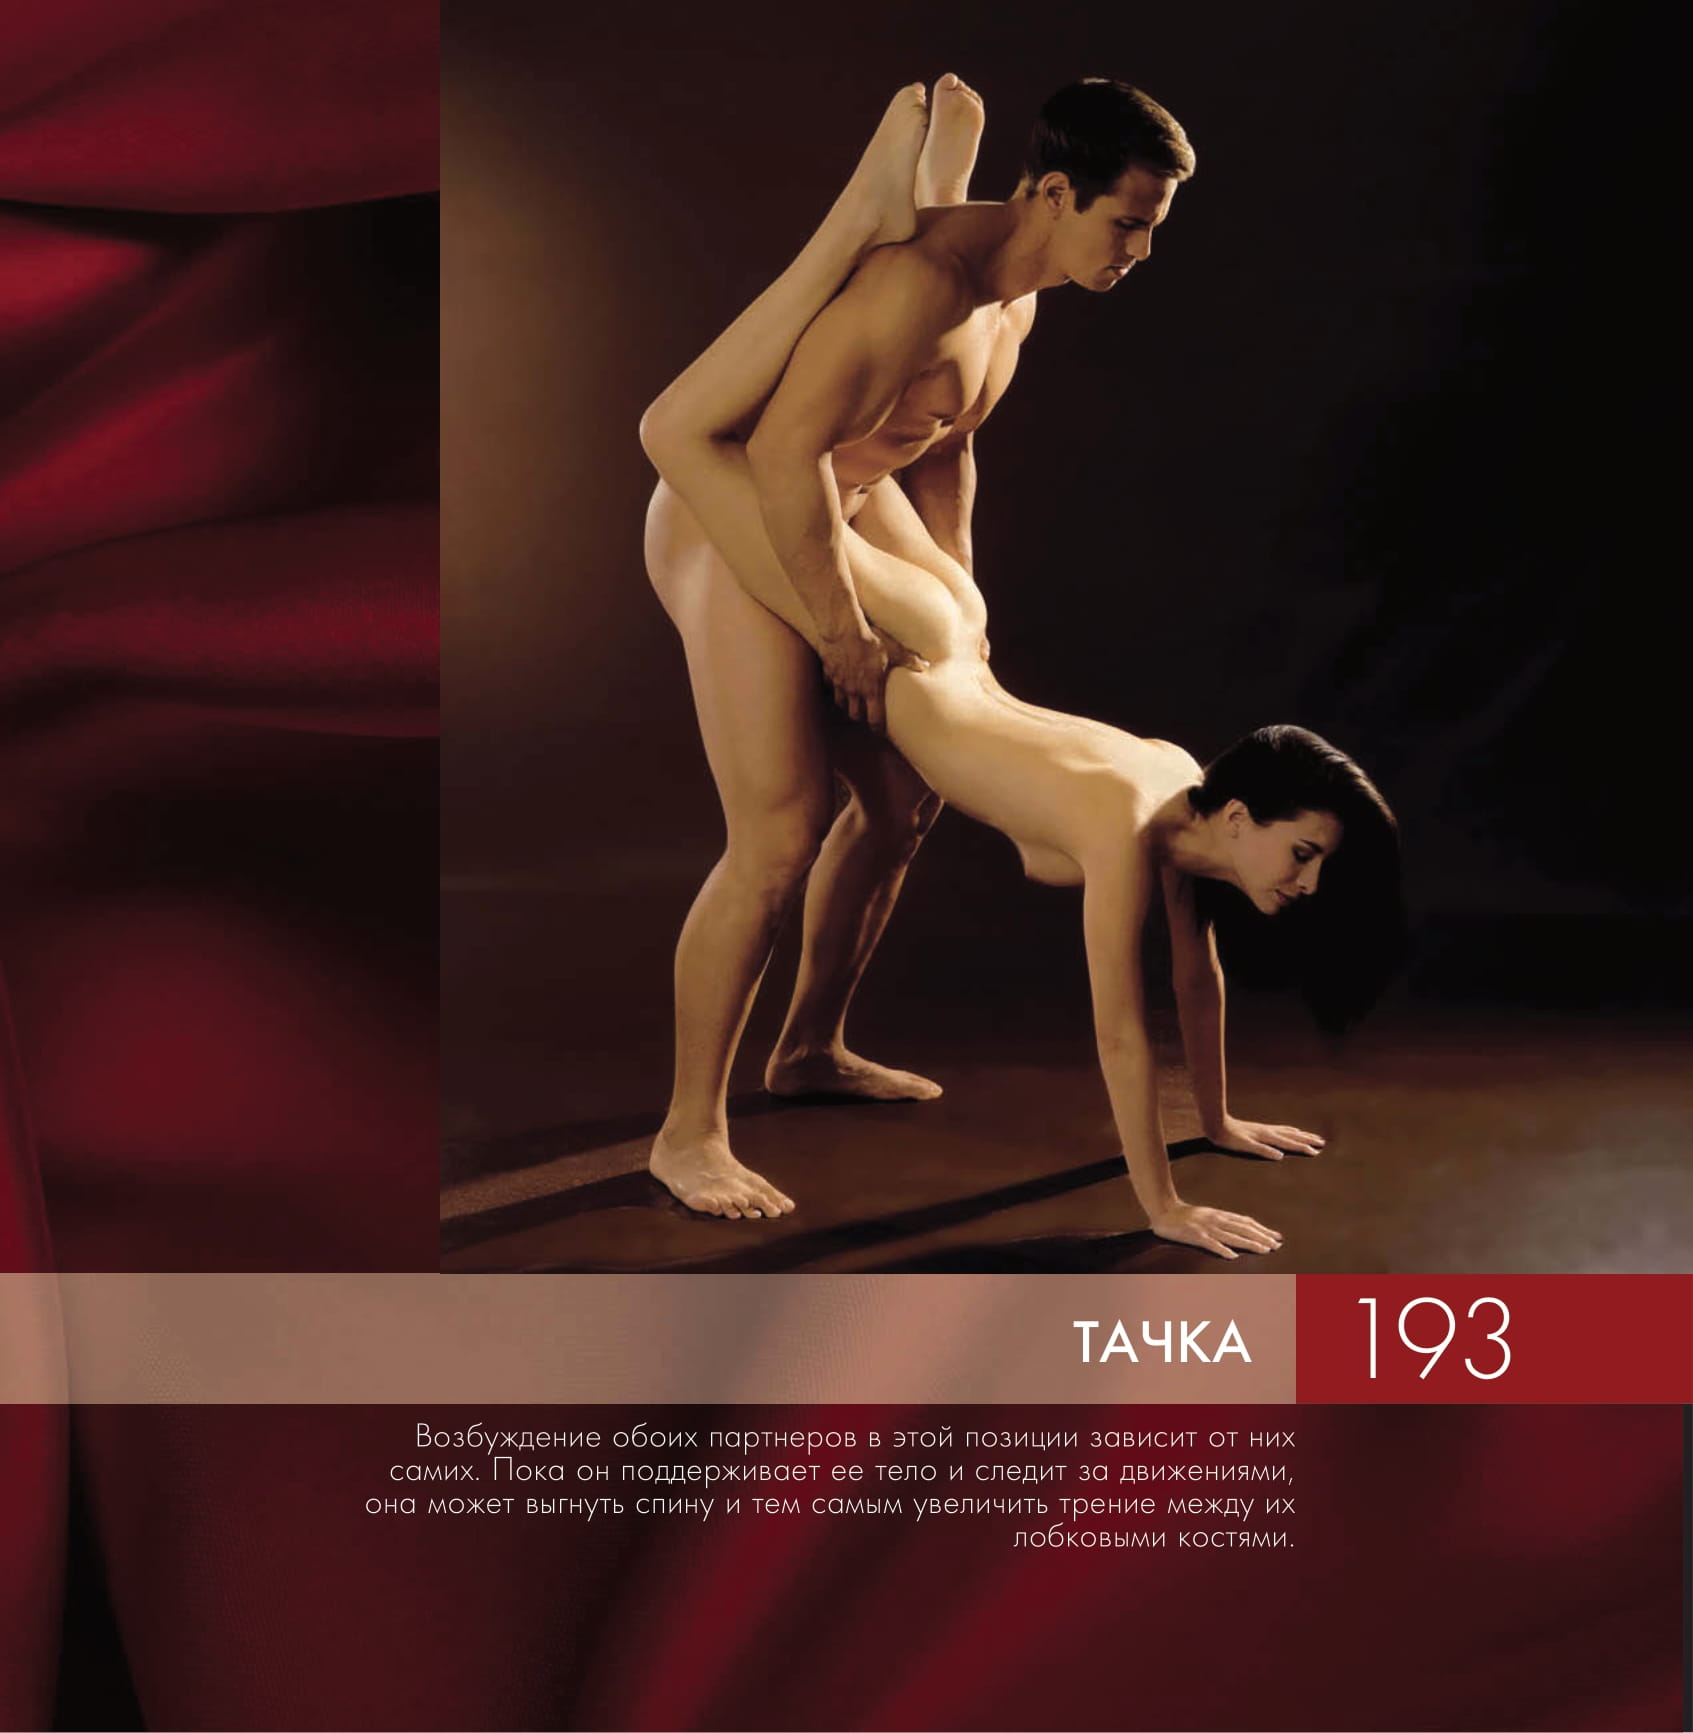 ТАЧКА 193
Возбуждение обоих партнеров в этой позиции зависит от них
самих. Пока он поддерживает ее тело и следит за движениями,
она может выгнуть спину и тем самым увеличить трение между их
лобковыми костями.